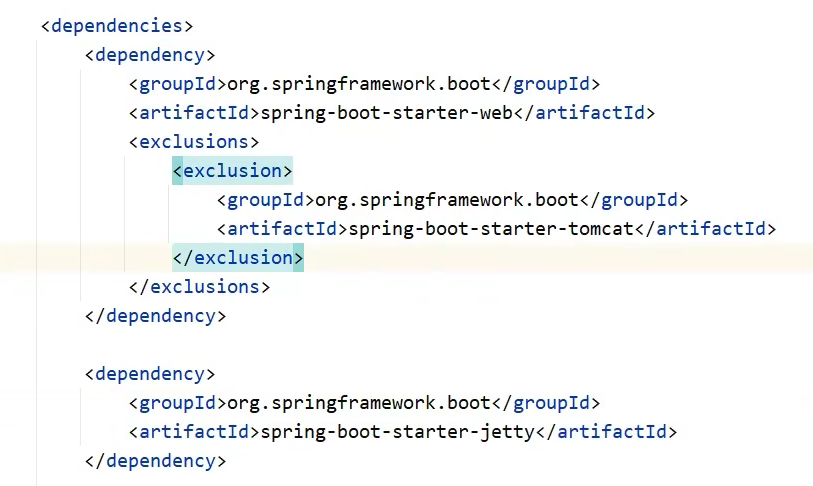 <dependencies>
<dependency>
<groupId>org.springframework.boot</groupId>
<artifactId>spring-boot-starter-web</artifactId>
<exclusions>
<exclusion>
<groupId>org.springframework.boot</groupId>
<artifactId>spring-boot-starter-tomcat</artifactId>
</exclusion>
</exclusions>
</dependency>
<dependency>
<groupId>org.springframework.boot</groupId>
<artifactId>spring-boot-starter-jetty</artifactId>
</dependency>